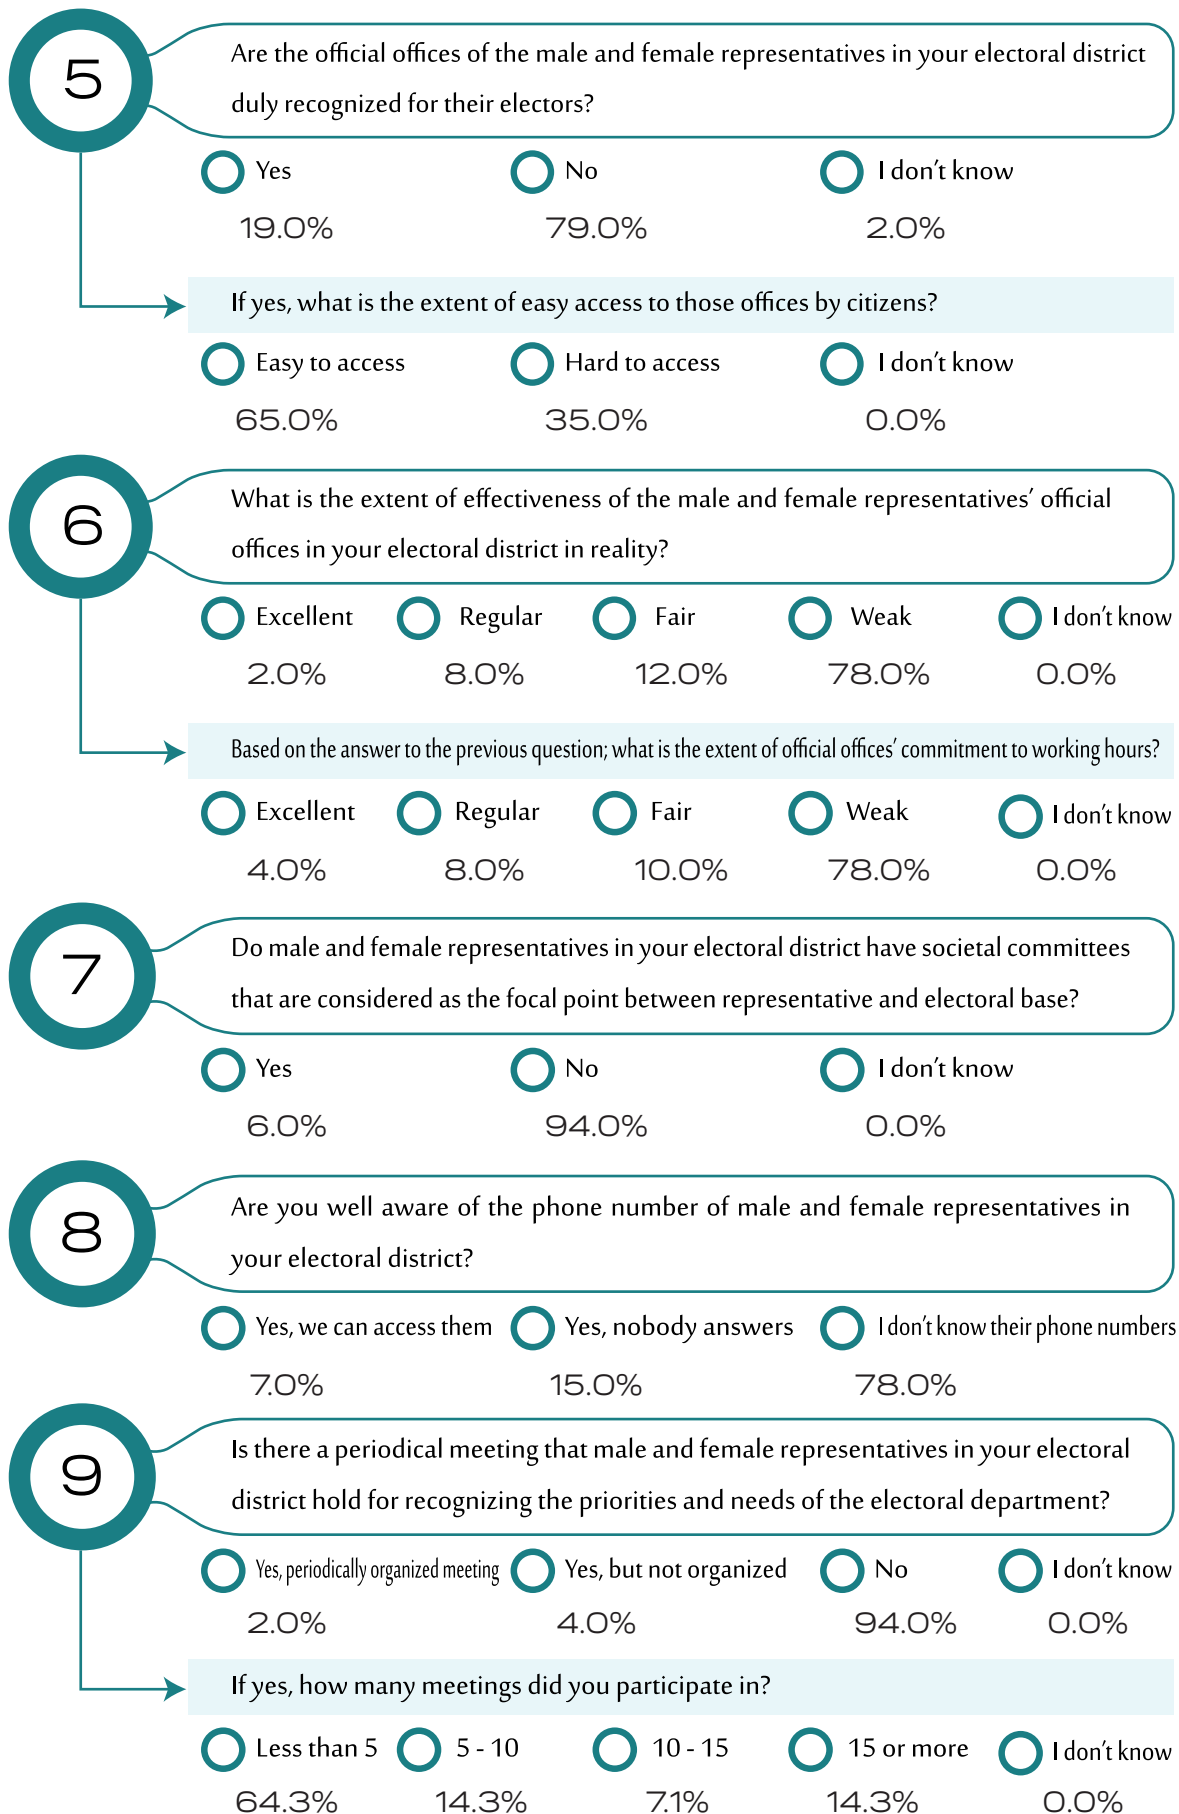 5
Are the official offices of the male and female representatives in your electoral district
duly recognized for their electors?
Yes No I don't know
19.0% 79.0% 2.0%
If yes, what is the extent of easy access to those offices by citizens?
Easy to access Hard to access I don't know
65.0% 35.0% 0.0%
6
What is the extent of effectiveness of the male and female representatives' official
offices in your electoral district in reality?
Excellent Regular Fair Weak I don't know
2.0% 8.0% 12.0% 78.0% 0.0%
Based on the answer to the previous question; what is the extent of official offices' commitment to working hours?
Excellent Regular Fair Weak I don't know
4.0% 8.0% 10.0% 78.0% 0.0%
7
Do male and female representatives in your electoral district have societal committees
that are considered as the focal point between representative and electoral base?
Yes No I don't know
6.0% 94.0% 0.0%
8
Are you well aware of the phone number of male and female representatives in
your electoral district?
Yes, we can access them Yes, nobody answers I don't know their phone numbers
7.0% 15.0% 78.0%
9
Is there a periodical meeting that male and female representatives in your electoral
district hold for recognizing the priorities and needs of the electoral department?
Yes, periodically organized meeting Yes, but not organized No I don't know
2.0% 4.0% 94.0% 0.0%
If yes, how many meetings did you participate in?
Less than 5 5 - 10 10 - 15 15 or more I don't know
64.3% 14.3% 7.1% 14.3% 0.0%